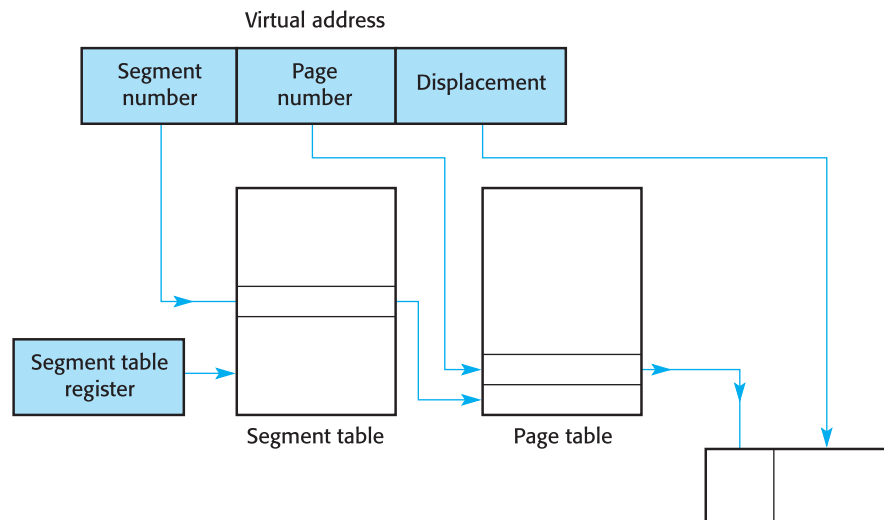 Virtual address
Segment
number
Page
number
Displacement
Segment table
register
Segment table
Page table